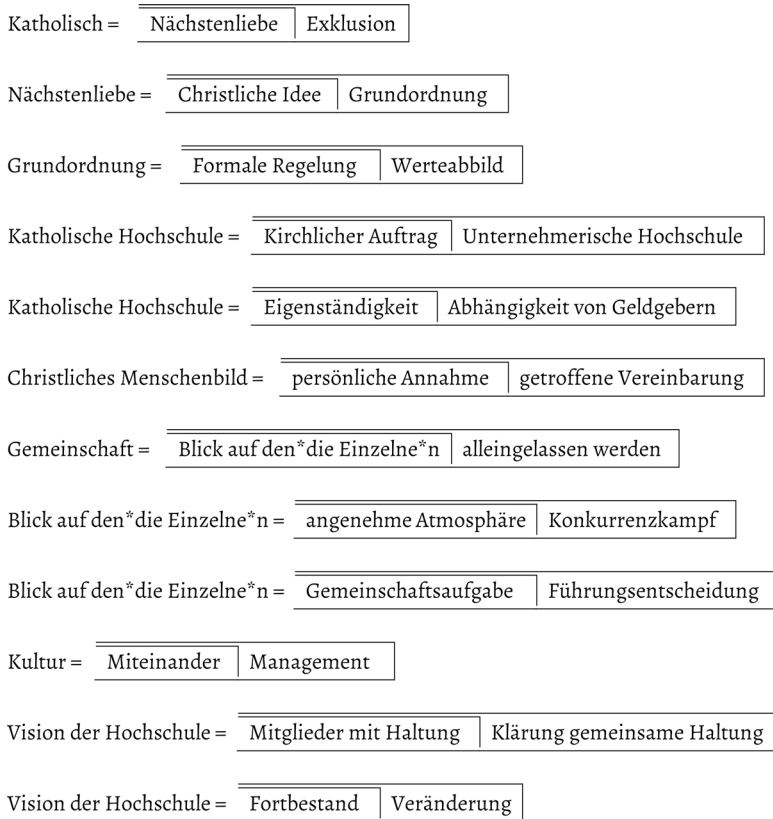 Katholisch = Nächstenliebe Exklusion
Nächstenliebe = Christliche Idee Grundordnung
Grundordnung = Formale Regelung Werteabbild
Katholische Hochschule = Kirchlicher Auftrag Unternehmerische Hochschule
Katholische Hochschule = Eigenständigkeit Abhängigkeit von Geldgebern
Christliches Menschenbild = persönliche Annahme getroffene Vereinbarung
Gemeinschaft = Blick auf den*die Einzelne*n alleingelassen werden
Blick auf den*die Einzelne*n = angenehme Atmosphäre Konkurrenzkampf
Blick auf den*die Einzelne*n = Gemeinschaftsaufgabe Führungsentscheidung
Kultur = Miteinander Management
Vision der Hochschule = Mitglieder mit Haltung Klärung gemeinsame Haltung
Vision der Hochschule = Fortbestand Veränderung